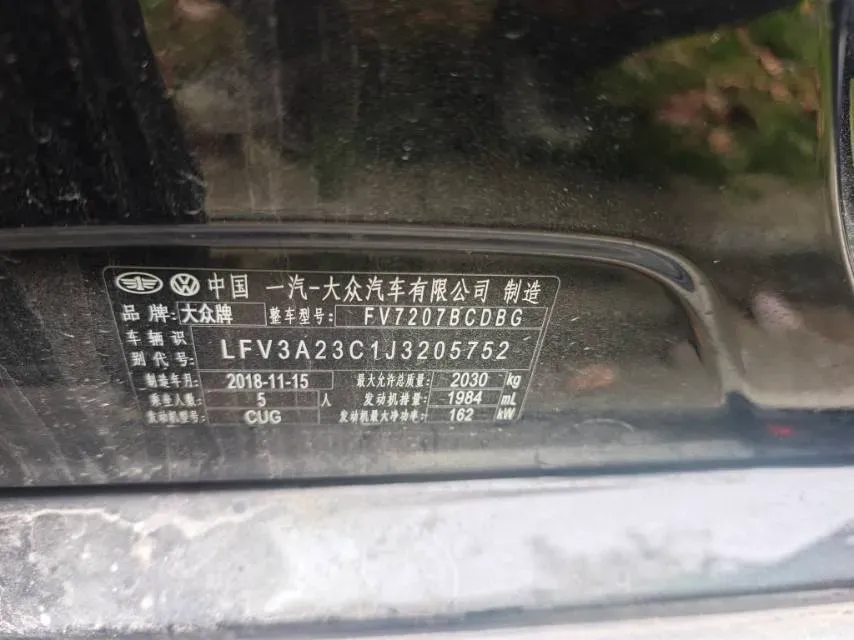 中国 一汽-大众汽车有限公司 制造
品牌: 大众牌 整车型号: FV7207BCDBG
车辆识别代号: LFV3A23C1J3205752
制造年月: 2018-11-15 最大允许总质量: 2030 kg
乘坐人数: 5 人 发动机排量: 1984 mL
发动机型号: CUG 发动机最大净功率: 162 kW